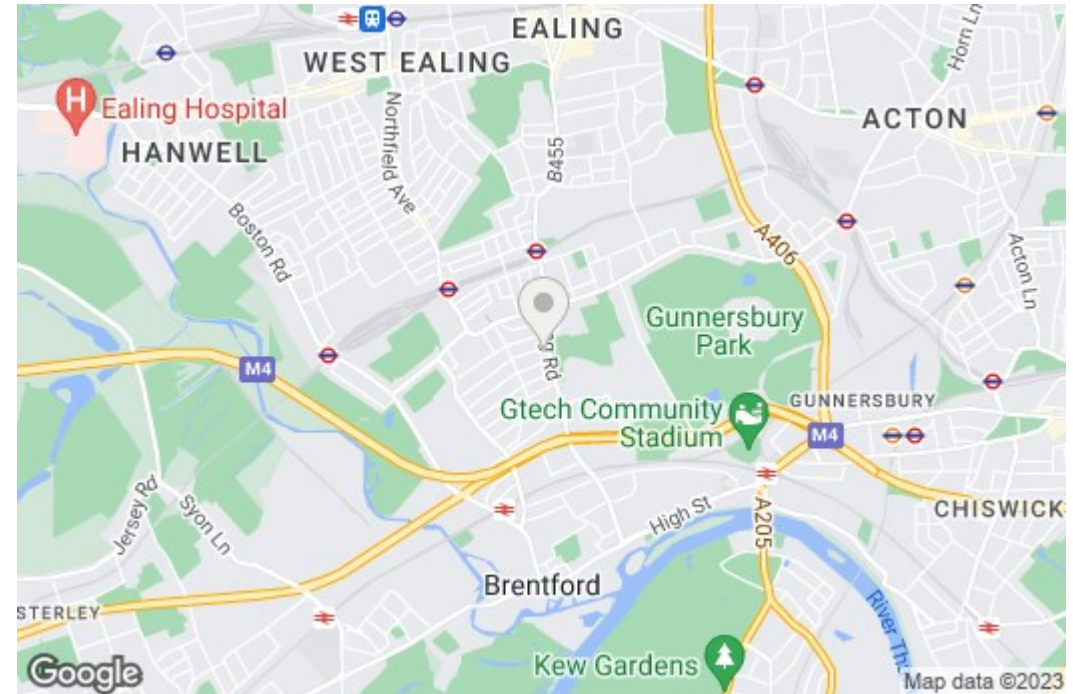 EALING
WEST EALING
Horn Ln
H
Ealing Hospital
ACTON
HANWELL
Northfield Ave
B455
Boston Rd
A406
Acton Ln
Gunnersbury
Park
Rd
M4
Gtech Community
Stadium
GUNNERSBURY
M4
Jersey Rd
Syon Ln
High St
A205
CHISWICK
Brentford
STERLEY
River Th
Kew Gardens
Google
Map data ©2023